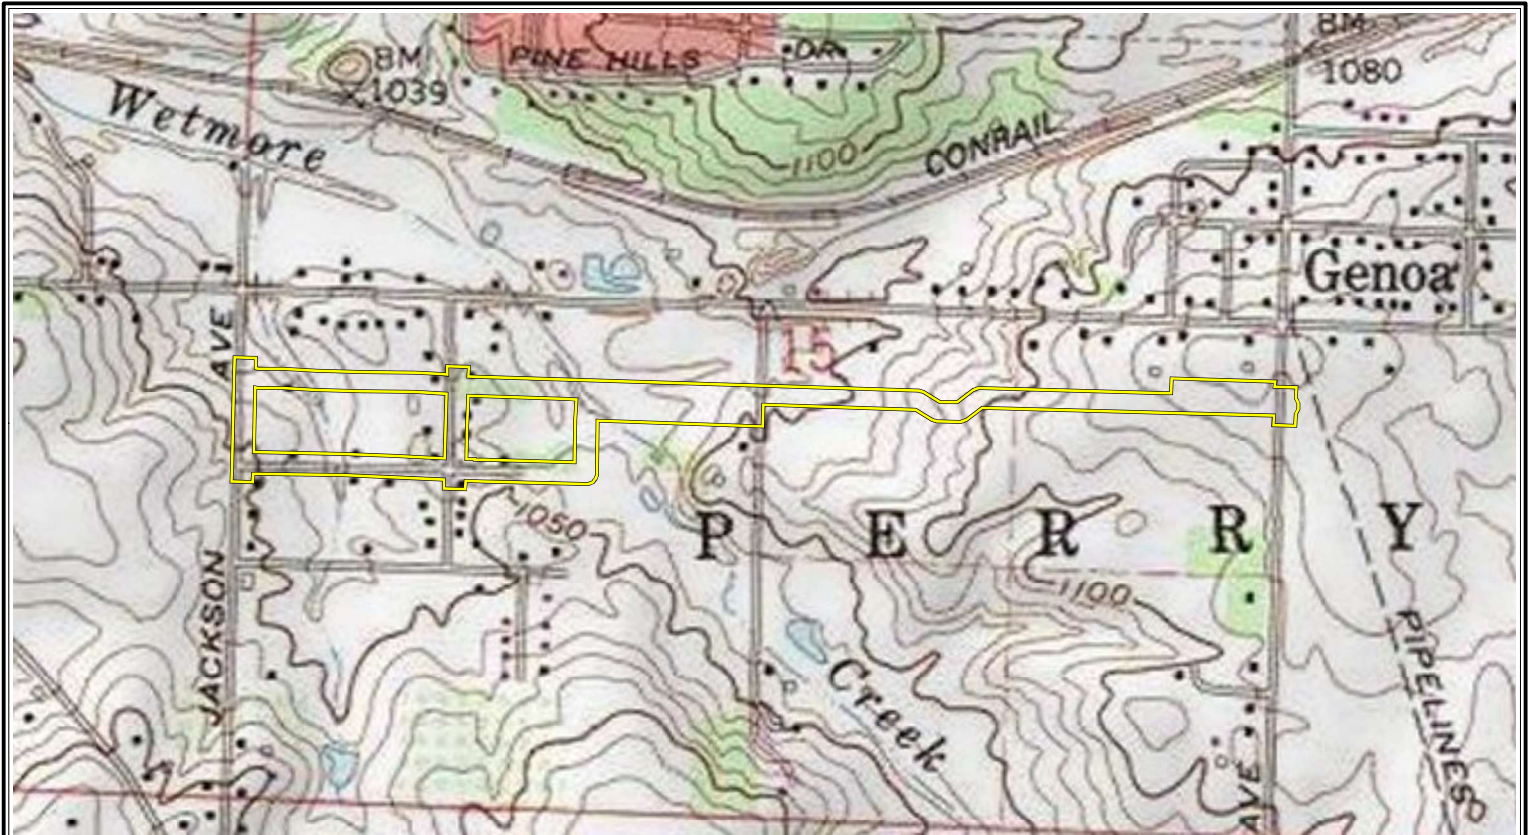 PINE HILLS
DR
BM
1039
BM
1080
Wetmore
1100
CONRAIL
Genoa
15
AVE
1050
P E R R Y
1100
JACKSON
Creek
PIPELINES
AVE